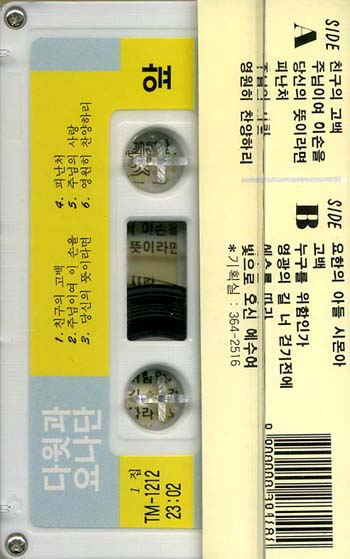 앞
1. 친구의 고백
2. 주님이여 이 손을
3. 당신의 뜻이라면
4. 피난처
5. 주님의 사랑
6. 영원히 찬양하리
다윗과
요나단
1 집
TM-1212
23:02
SIDE A
친구의 고백
주님이여 이손을
당신의 뜻이라면
피난처
영원히 찬양하리
SIDE B
요한의 아들 시몬아
고백
누구를 위함인가
영광의 길 너 걷기전에
빛으로 오신 예수여
*기획실 : 364-2516